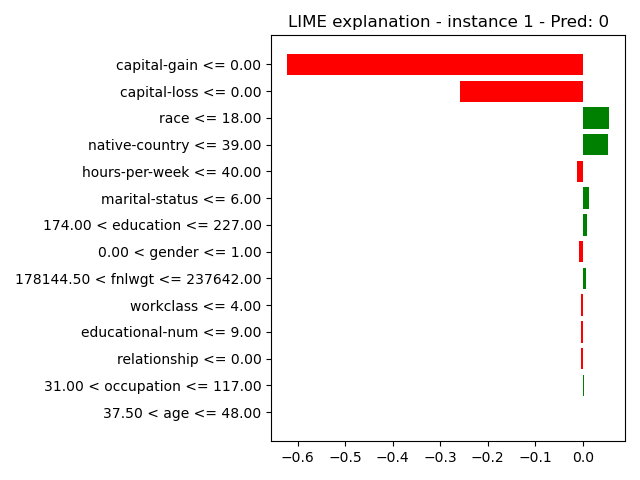 LIME explanation - instance 1 - Pred: 0
capital-gain <= 0.00
capital-loss <= 0.00
race <= 18.00
native-country <= 39.00
hours-per-week <= 40.00
marital-status <= 6.00
174.00 < education <= 227.00
0.00 < gender <= 1.00
178144.50 < fnlwgt <= 237642.00
workclass <= 4.00
educational-num <= 9.00
relationship <= 0.00
31.00 < occupation <= 117.00
37.50 < age <= 48.00
−0.6 −0.5 −0.4 −0.3 −0.2 −0.1 0.0